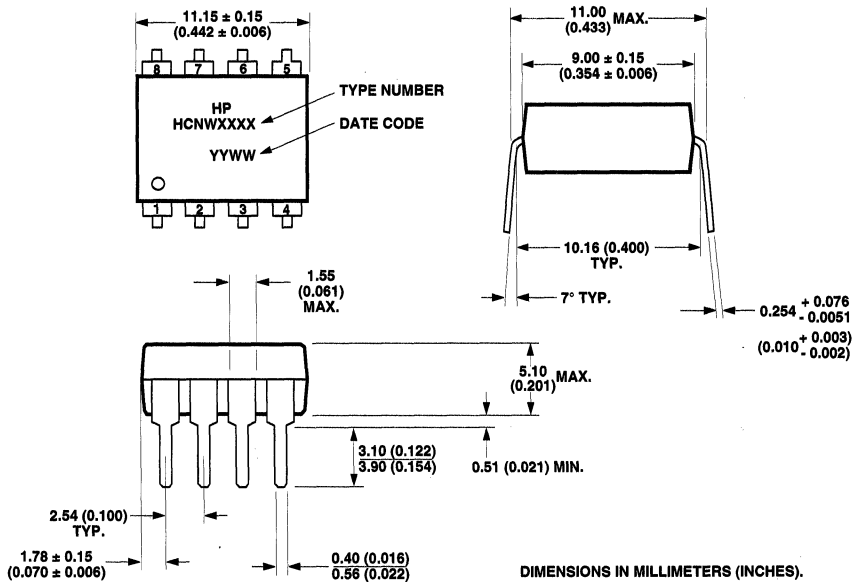 11.15 ± 0.15
(0.442 ± 0.006)
8 7 6 5
HP
HCNWXXXX
YYWW
TYPE NUMBER
DATE CODE
1 2 3 4
11.00
(0.433) MAX.
9.00 ± 0.15
(0.354 ± 0.006)
10.16 (0.400)
TYP.
7° TYP.
0.254 + 0.076
- 0.0051
(0.010 + 0.003)
- 0.002)
1.55
(0.061)
MAX.
5.10
(0.201) MAX.
3.10 (0.122)
3.90 (0.154)
0.51 (0.021) MIN.
2.54 (0.100)
TYP.
1.78 ± 0.15
(0.070 ± 0.006)
0.40 (0.016)
0.56 (0.022)
DIMENSIONS IN MILLIMETERS (INCHES).